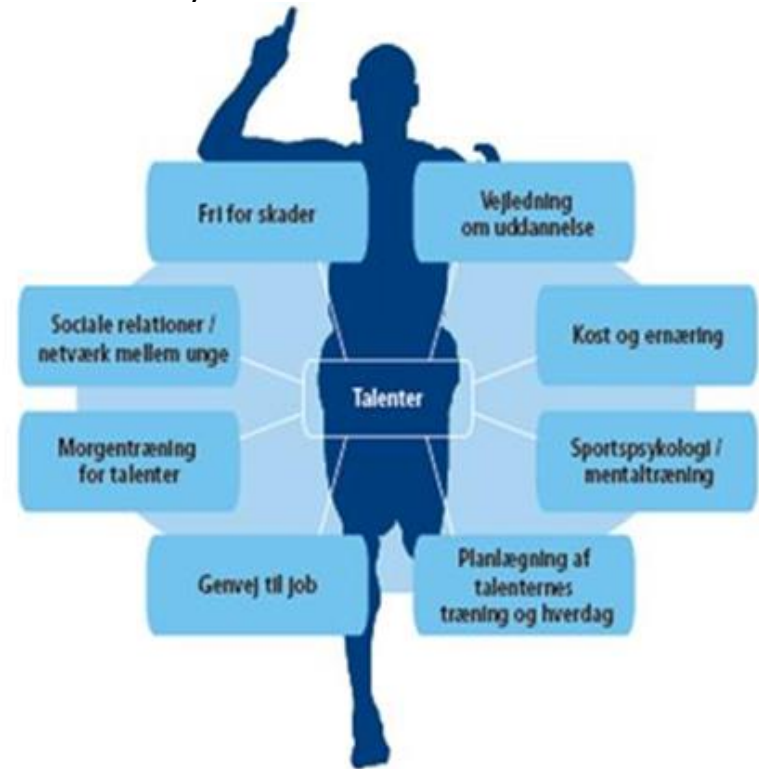 Fri for skader
Vejledning
om uddannelse
Sociale relationer /
netværk mellem unge
Kost og ernæring
Talenter
Morgentræning
for talenter
Sportspsykologi /
mentaltræning
Genvej til job
Planlægning af
talenternes
træning og hverdag